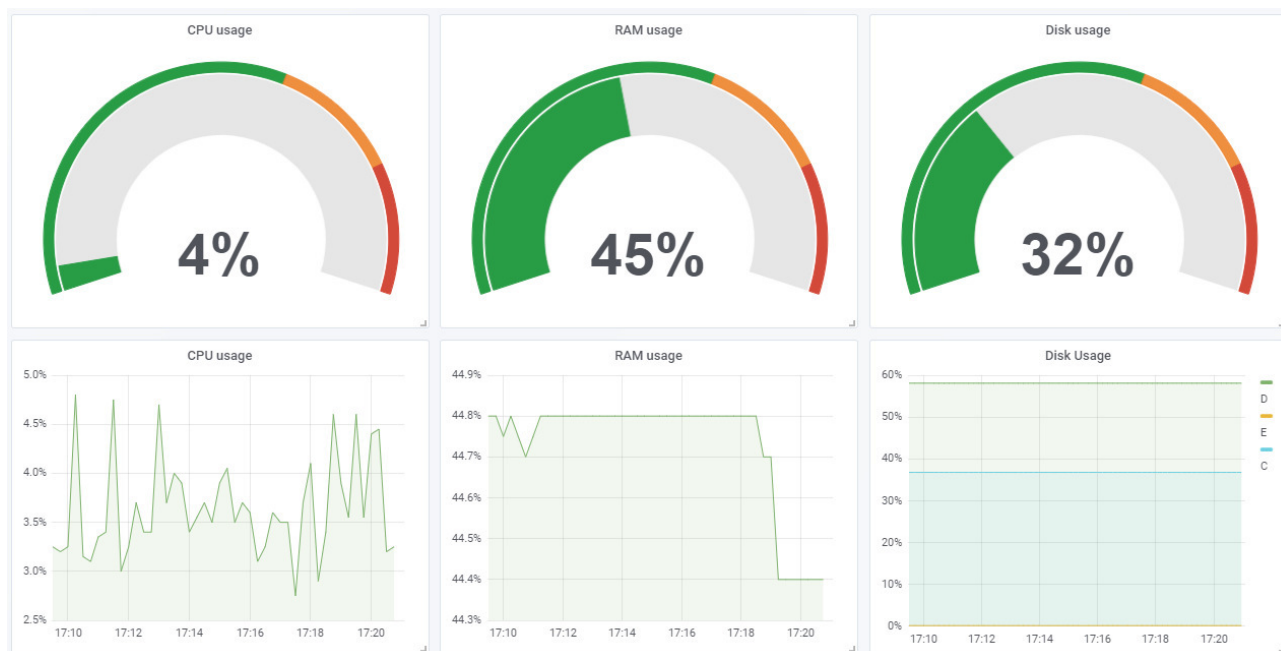 CPU usage
RAM usage
Disk usage
4%
45%
32%
CPU usage
5.0%
4.5%
4.0%
3.5%
3.0%
2.5%
17:10 17:12 17:14 17:16 17:18 17:20
RAM usage
44.9%
44.8%
44.7%
44.6%
44.5%
44.4%
44.3%
17:10 17:12 17:14 17:16 17:18 17:20
Disk Usage
60%
50%
40%
30%
20%
10%
0%
17:10 17:12 17:14 17:16 17:18 17:20
D
E
C